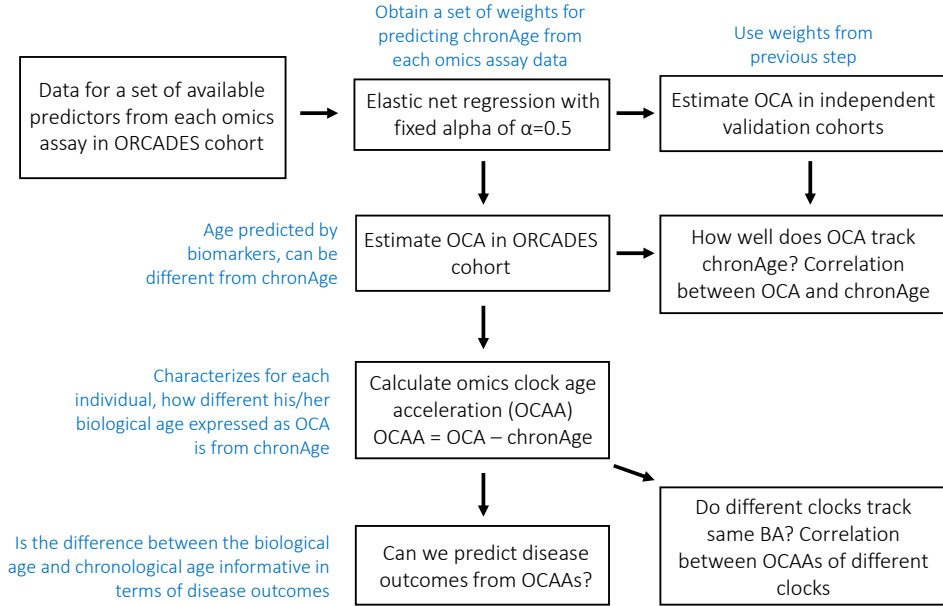 Obtain a set of weights for
predicting chronAge from
each omics assay data
Use weights from
previous step
Data for a set of available
predictors from each omics
assay in ORCADES cohort
Elastic net regression with
fixed alpha of α=0.5
Estimate OCA in independent
validation cohorts
Age predicted by
biomarkers, can be
different from chronAge
Estimate OCA in ORCADES
cohort
How well does OCA track
chronAge? Correlation
between OCA and chronAge
Characterizes for each
individual, how different his/her
biological age expressed as OCA
is from chronAge
Calculate omics clock age
acceleration (OCAA)
OCAA = OCA – chronAge
Is the difference between the biological
age and chronological age informative in
terms of disease outcomes
Can we predict disease
outcomes from OCAAs?
Do different clocks track
same BA? Correlation
between OCAAs of different
clocks